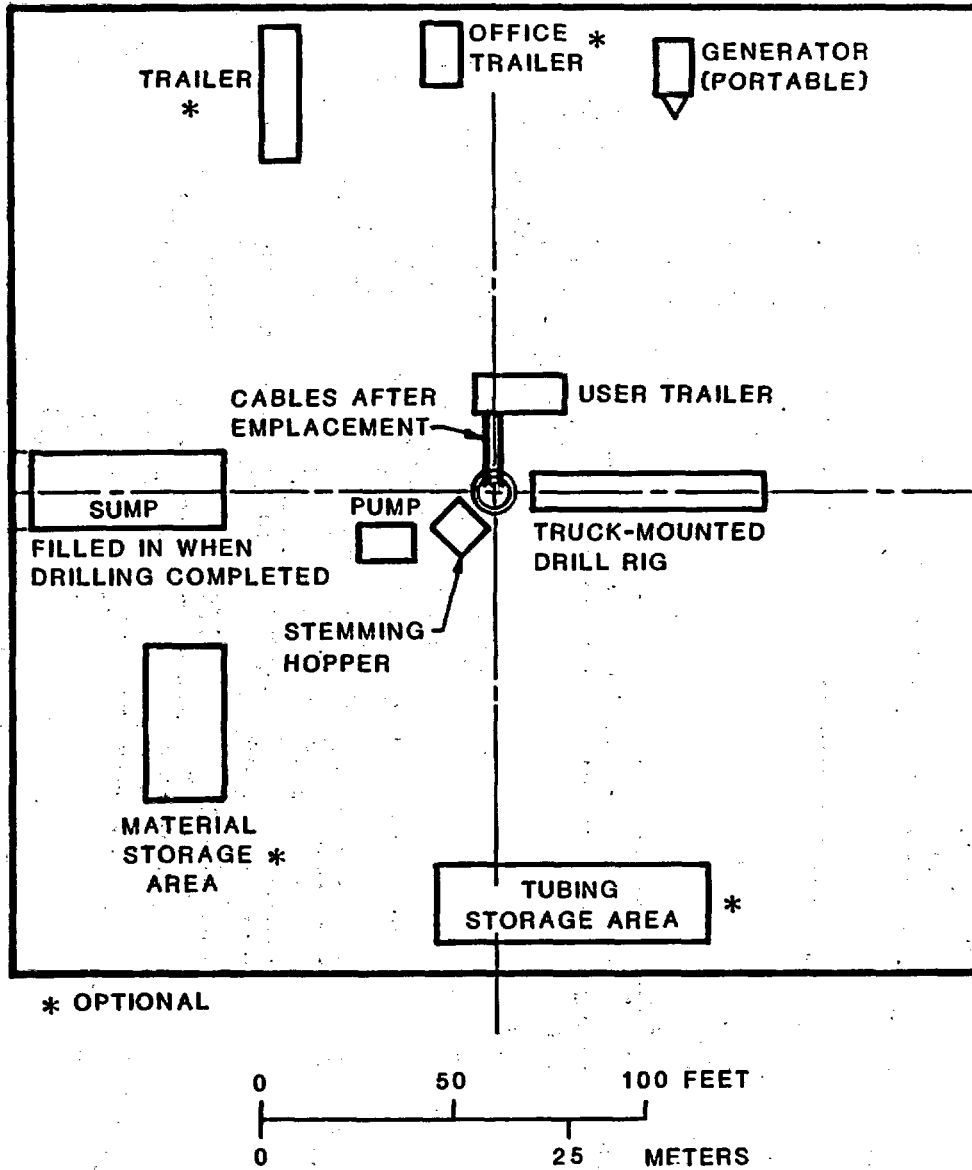 TRAILER
*
OFFICE *
TRAILER
GENERATOR
(PORTABLE)
CABLES AFTER
EMPLACEMENT
USER TRAILER
SUMP
FILLED IN WHEN
DRILLING COMPLETED
PUMP
TRUCK-MOUNTED
DRILL RIG
STEMMING
HOPPER
MATERIAL
STORAGE *
AREA
TUBING
STORAGE AREA *
* OPTIONAL
0 50 100 FEET
0 25 METERS